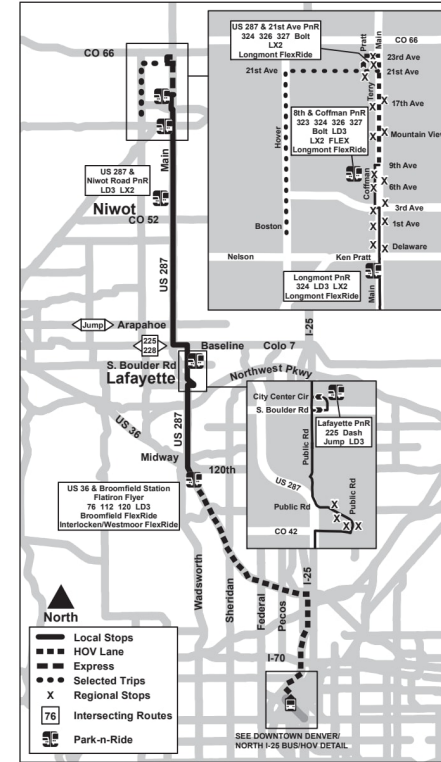 CO 66
US 287 & 21st Ave PnR
324 326 327 Bolt
LX2
Longmont FlexRide
Pratt
Main
CO 66
23rd Ave
21st Ave
21st Ave
Terry
17th Ave
Hover
8th & Coffman PnR
323 324 326 327
Bolt LD3
LX2 FLEX
Longmont FlexRide
Mountain View
9th Ave
Coffman
6th Ave
3rd Ave
1st Ave
Boston
Delaware
Nelson
Ken Pratt
Longmont PnR
324 LD3 LX2
Longmont FlexRide
Main
Main
US 287 &
Niwot Road PnR
LD3 LX2
Niwot
CO 52
US 287
I-25
Jump
Arapahoe
225
228
Baseline
Colo 7
S. Boulder Rd
Lafayette
Northwest Pkwy
US 36
US 287
City Center Cir
S. Boulder Rd
Lafayette PnR
225 Dash
Jump LD3
Public Rd
US 287
Public Rd
Public Rd
CO 42
Midway
120th
US 36 & Broomfield Station
Flatiron Flyer
76 112 120 LD3
Broomfield FlexRide
Interlocken/Westmoor FlexRide
Wadsworth
Sheridan
Federal
Pecos
I-25
I-70
North
Local Stops
HOV Lane
Express
Selected Trips
X Regional Stops
76 Intersecting Routes
Park-n-Ride
SEE DOWNTOWN DENVER/
NORTH I-25 BUS/HOV DETAIL